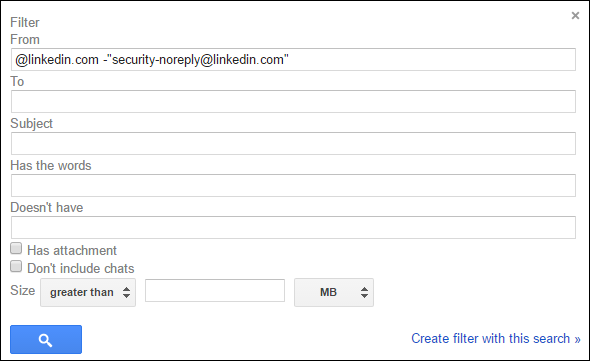 Filter
From
@linkedin.com -"security-noreply@linkedin.com"
To
Subject
Has the words
Doesn't have
Has attachment
Don't include chats
Size greater than MB
Create filter with this search »